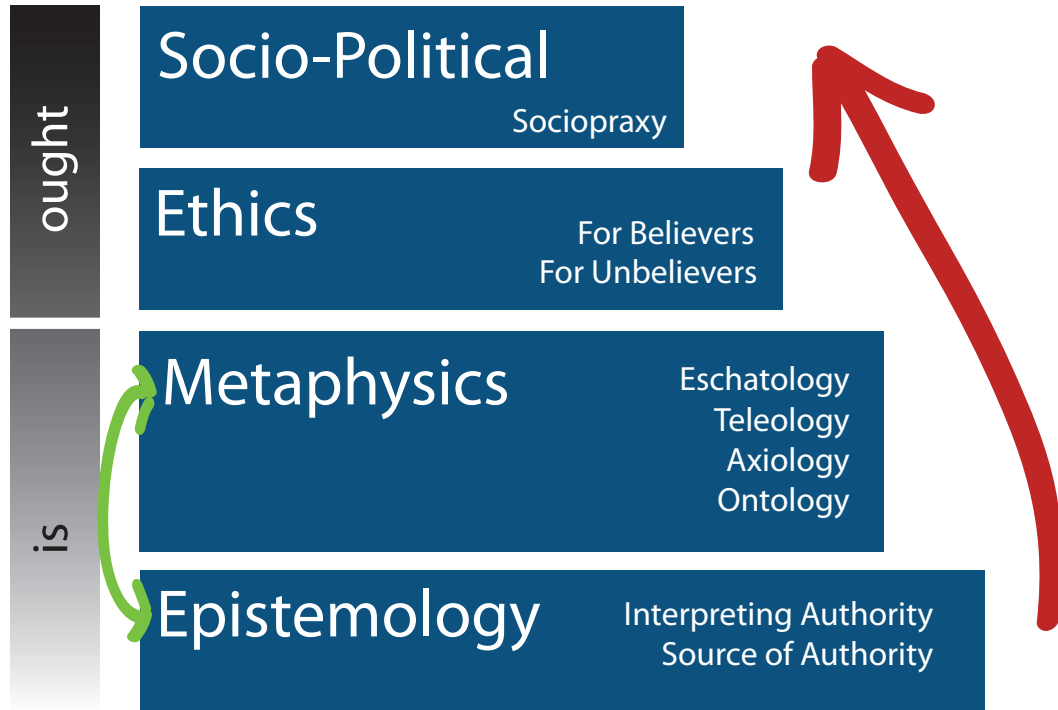 ought
Socio-Political
Sociopraxy
Ethics
For Believers
For Unbelievers
is
Metaphysics
Eschatology
Teleology
Axiology
Ontology
Epistemology
Interpreting Authority
Source of Authority